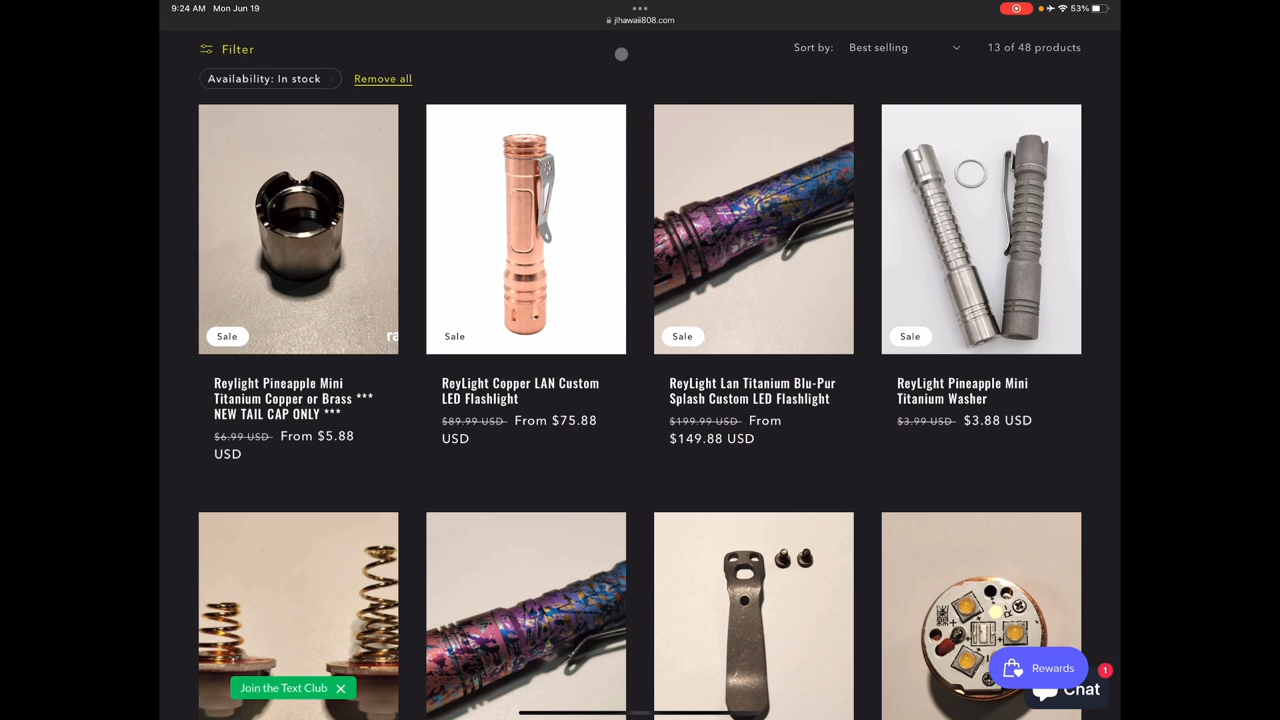 9:24 AM Mon Jun 19
53%
jlhawaii808.com
Filter
Sort by: Best selling
13 of 48 products
Availability: In stock
Remove all
Sale
Sale
Sale
Sale
Reylight Pineapple Mini
Titanium Copper or Brass ***
NEW TAIL CAP ONLY ***
$6.99 USD From $5.88
USD
ReyLight Copper LAN Custom
LED Flashlight
$89.99 USD From $75.88
USD
ReyLight Lan Titanium Blu-Pur
Splash Custom LED Flashlight
$199.99 USD From
$149.88 USD
ReyLight Pineapple Mini
Titanium Washer
$3.99 USD $3.88 USD
Join the Text Club
Rewards
1
Chat